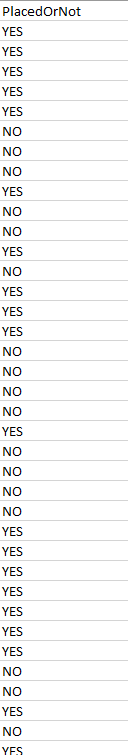 PlacedOrNot
YES
YES
YES
YES
YES
NO
NO
NO
YES
NO
NO
YES
NO
YES
YES
YES
NO
NO
NO
NO
YES
NO
NO
NO
NO
YES
YES
YES
YES
YES
YES
YES
NO
NO
YES
NO
YES